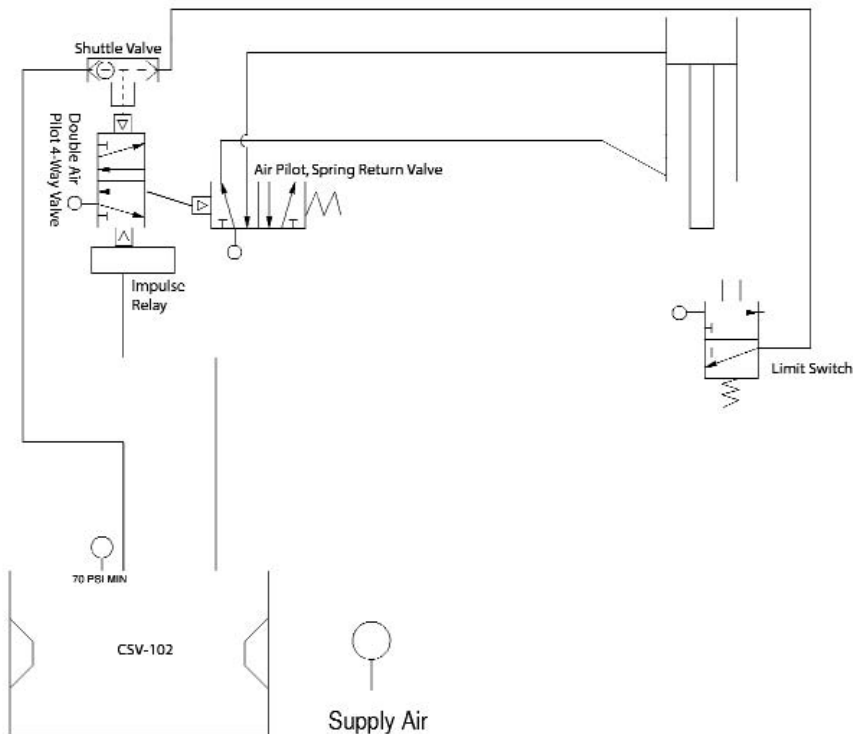 Shuttle Valve
Double Air
Pilot 4-Way Valve
Air Pilot, Spring Return Valve
Impulse
Relay
Limit Switch
70 PSI MIN
CSV-102
Supply Air